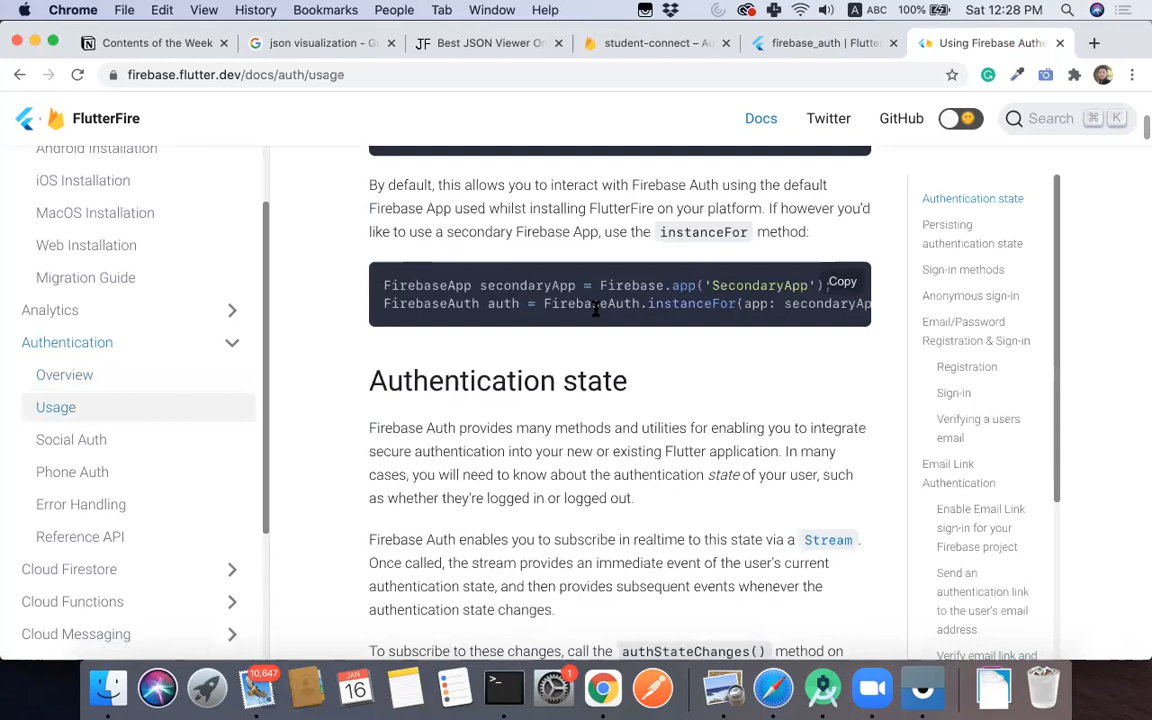 Chrome File Edit View History Bookmarks People Tab Window Help A ABC 100% Sat 12:28 PM
Contents of the Week
json visualization - G
JF Best JSON Viewer On
student-connect – Au
firebase_auth | Flutter
Using Firebase Authe
firebase.flutter.dev/docs/auth/usage
FlutterFire
Docs Twitter GitHub Search ⌘ K
Android Installation
iOS Installation
MacOS Installation
Web Installation
Migration Guide
Analytics
Authentication
Overview
Usage
Social Auth
Phone Auth
Error Handling
Reference API
Cloud Firestore
Cloud Functions
Cloud Messaging
By default, this allows you to interact with Firebase Auth using the default
Firebase App used whilst installing FlutterFire on your platform. If however you'd
like to use a secondary Firebase App, use the instanceFor method:
FirebaseApp secondaryApp = Firebase.app('SecondaryApp');
Copy
FirebaseAuth auth = FirebaseAuth.instanceFor(app: secondaryAp
Authentication state
Firebase Auth provides many methods and utilities for enabling you to integrate
secure authentication into your new or existing Flutter application. In many
cases, you will need to know about the authentication state of your user, such
as whether they're logged in or logged out.
Firebase Auth enables you to subscribe in realtime to this state via a Stream.
Once called, the stream provides an immediate event of the user's current
authentication state, and then provides subsequent events whenever the
authentication state changes.
To subscribe to these changes, call the authStateChanges() method on
Authentication state
Persisting
authentication state
Sign-in methods
Anonymous sign-in
Email/Password
Registration & Sign-in
Registration
Sign-in
Verifying a users
email
Email Link
Authentication
Enable Email Link
sign-in for your
Firebase project
Send an
authentication link
to the user's email
address
Verify email link and
10,647
JAN
16
1